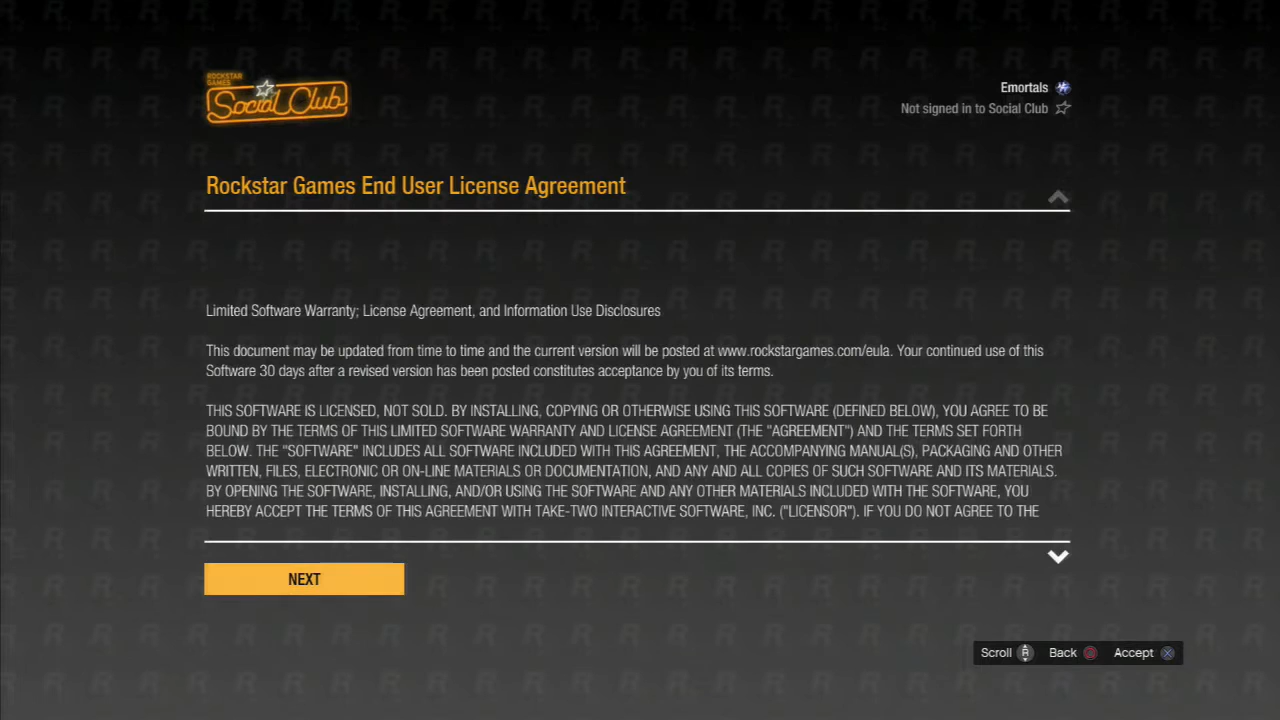 ROCKSTAR
GAMES
Social Club
Emortals
Not signed in to Social Club
Rockstar Games End User License Agreement
Limited Software Warranty; License Agreement, and Information Use Disclosures
This document may be updated from time to time and the current version will be posted at www.rockstargames.com/eula. Your continued use of this
Software 30 days after a revised version has been posted constitutes acceptance by you of its terms.
THIS SOFTWARE IS LICENSED, NOT SOLD. BY INSTALLING, COPYING OR OTHERWISE USING THIS SOFTWARE (DEFINED BELOW), YOU AGREE TO BE
BOUND BY THE TERMS OF THIS LIMITED SOFTWARE WARRANTY AND LICENSE AGREEMENT (THE "AGREEMENT") AND THE TERMS SET FORTH
BELOW. THE "SOFTWARE" INCLUDES ALL SOFTWARE INCLUDED WITH THIS AGREEMENT, THE ACCOMPANYING MANUAL(S), PACKAGING AND OTHER
WRITTEN, FILES, ELECTRONIC OR ON-LINE MATERIALS OR DOCUMENTATION, AND ANY AND ALL COPIES OF SUCH SOFTWARE AND ITS MATERIALS.
BY OPENING THE SOFTWARE, INSTALLING, AND/OR USING THE SOFTWARE AND ANY OTHER MATERIALS INCLUDED WITH THE SOFTWARE, YOU
HEREBY ACCEPT THE TERMS OF THIS AGREEMENT WITH TAKE-TWO INTERACTIVE SOFTWARE, INC. ("LICENSOR"). IF YOU DO NOT AGREE TO THE
NEXT
Scroll R Back Accept